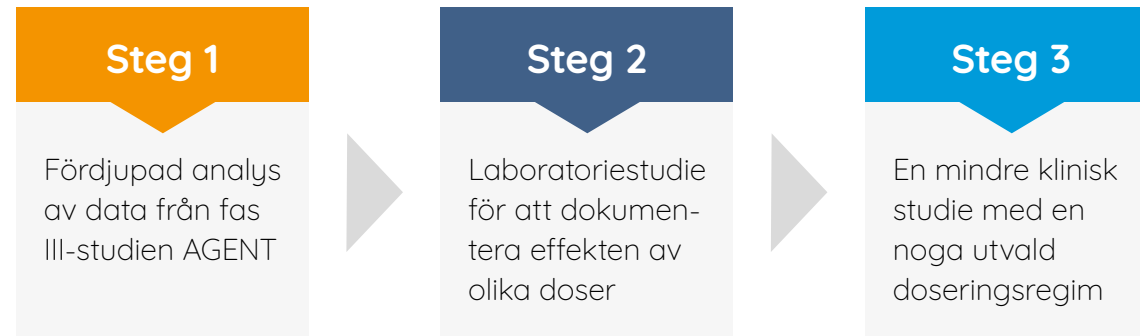 Steg 1
Fördjupad analys
av data från fas
III-studien AGENT
Steg 2
Laboratoriestudie
för att dokumen-
tera effekten av
olika doser
Steg 3
En mindre klinisk
studie med en
noga utvald
doseringsregim